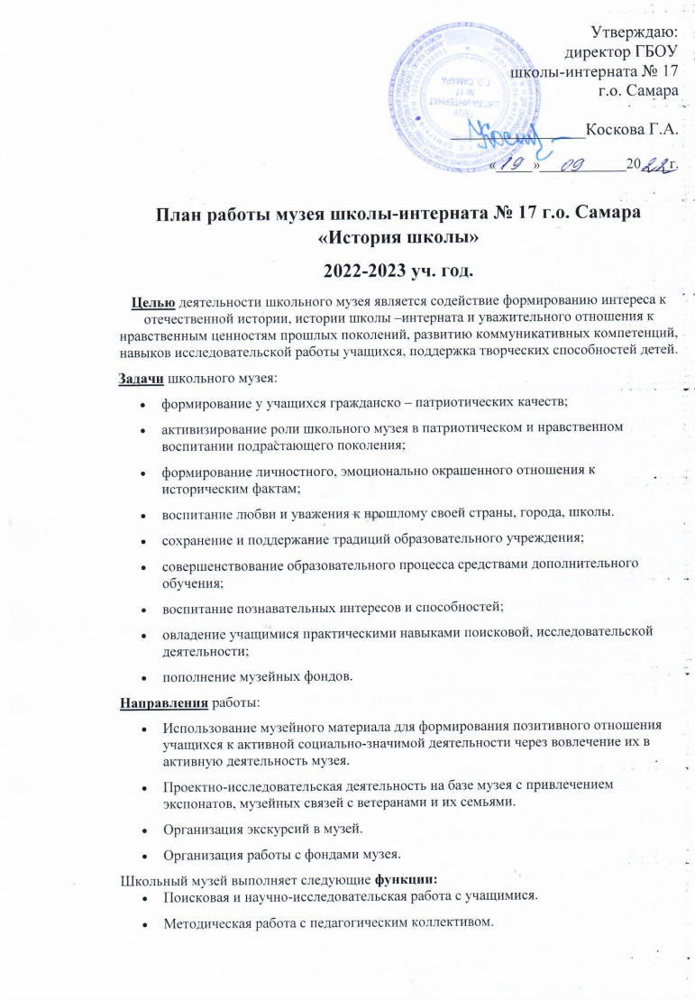 Утверждаю:
директор ГБОУ
школы-интерната № 17
г.о. Самара
ГБОУ
ШКОЛА-ИНТЕРНАТ
№ 17
Г.О. САМАРА
Коскова Г.А.
«19» 09 2022г.
План работы музея школы-интерната № 17 г.о. Самара
«История школы»
2022-2023 уч. год.
Целью деятельности школьного музея является содействие формированию интереса к
отечественной истории, истории школы –интерната и уважительного отношения к
нравственным ценностям прошлых поколений, развитию коммуникативных компетенций,
навыков исследовательской работы учащихся, поддержка творческих способностей детей.
Задачи школьного музея:
• формирование у учащихся гражданско – патриотических качеств;
• активизирование роли школьного музея в патриотическом и нравственном
воспитании подрастающего поколения;
• формирование личностного, эмоционально окрашенного отношения к
историческим фактам;
• воспитание любви и уважения к прошлому своей страны, города, школы.
• сохранение и поддержание традиций образовательного учреждения;
• совершенствование образовательного процесса средствами дополнительного
обучения;
• воспитание познавательных интересов и способностей;
• овладение учащимися практическими навыками поисковой, исследовательской
деятельности;
• пополнение музейных фондов.
Направления работы:
• Использование музейного материала для формирования позитивного отношения
учащихся к активной социально-значимой деятельности через вовлечение их в
активную деятельность музея.
• Проектно-исследовательская деятельность на базе музея с привлечением
экспонатов, музейных связей с ветеранами и их семьями.
• Организация экскурсий в музей.
• Организация работы с фондами музея.
Школьный музей выполняет следующие функции:
• Поисковая и научно-исследовательская работа с учащимися.
• Методическая работа с педагогическим коллективом.